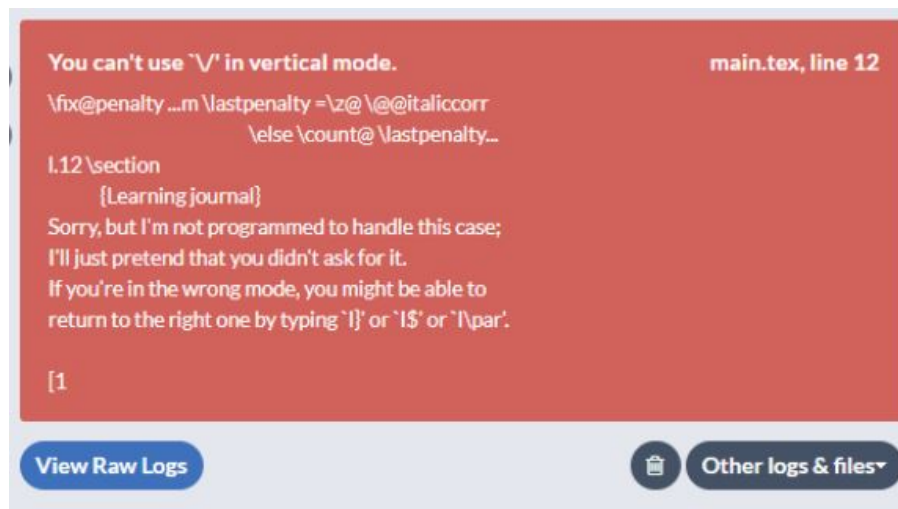 You can't use `\/' in vertical mode. main.tex, line 12
\fix@penalty ...m \lastpenalty =\z@ \@@italiccorr
\else \count@ \lastpenalty...
l.12 \section
{Learning journal}
Sorry, but I'm not programmed to handle this case;
I'll just pretend that you didn't ask for it.
If you're in the wrong mode, you might be able to
return to the right one by typing `I}' or `I$' or `I\par'.
[1
View Raw Logs Other logs & files